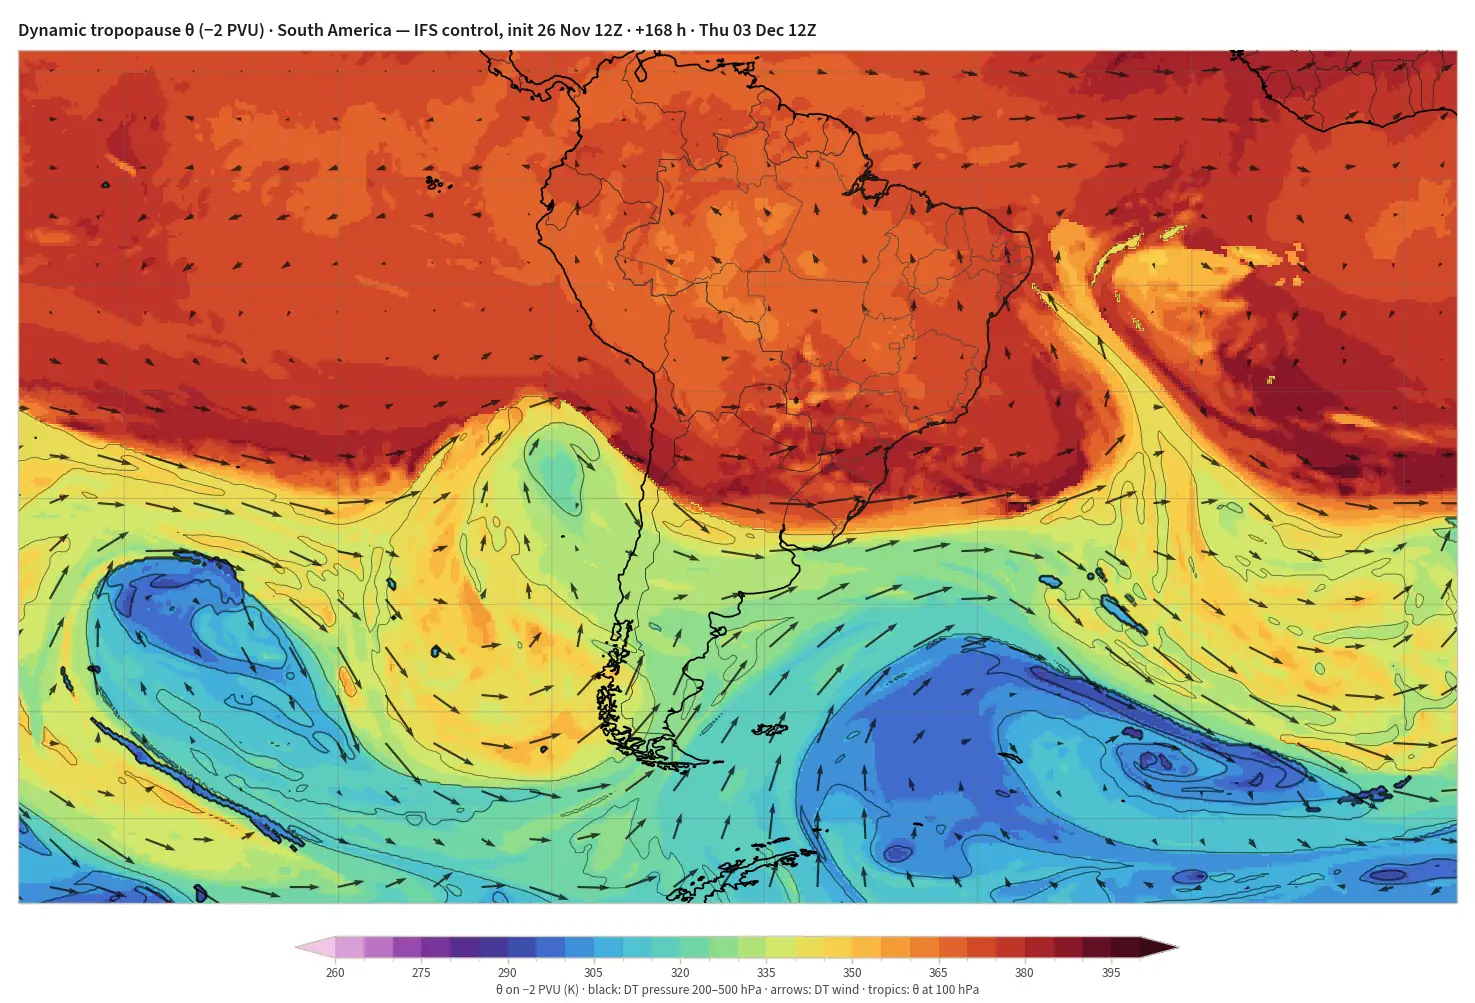 Dynamic tropopause θ (−2 PVU) · South America — IFS control, init 26 Nov 12Z · +168 h · Thu 03 Dec 12Z
260 275 290 305 320 335 350 365 380 395
θ on −2 PVU (K) · black: DT pressure 200–500 hPa · arrows: DT wind · tropics: θ at 100 hPa